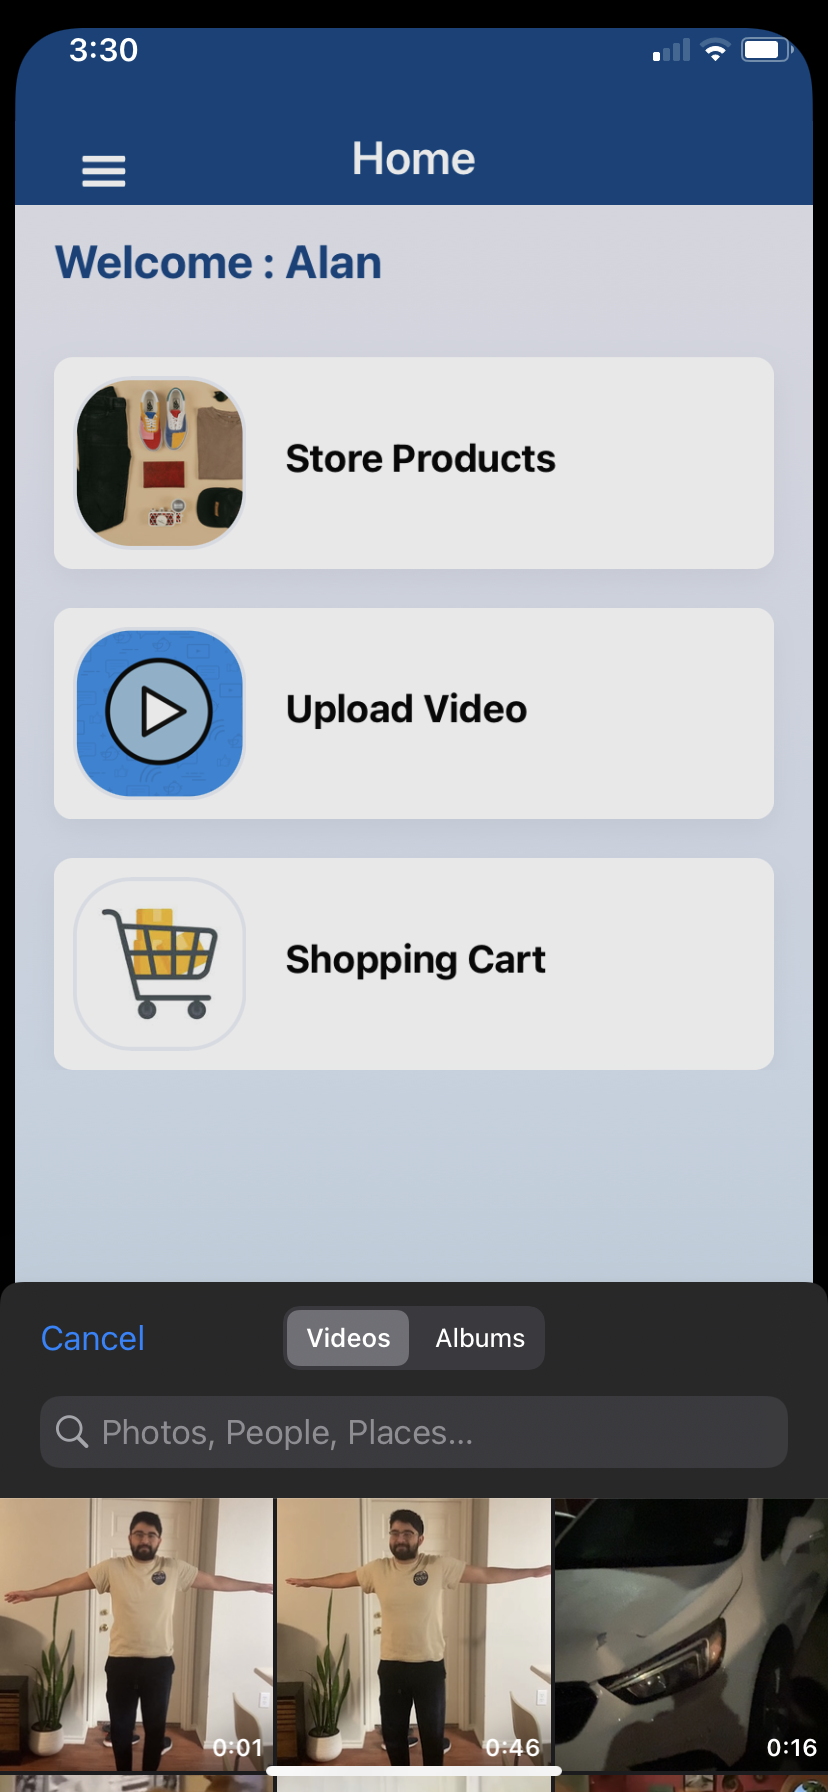 3:30
Home
Welcome : Alan
Store Products
Upload Video
Shopping Cart
Cancel
Videos
Albums
Photos, People, Places...
0:01
0:46
0:16